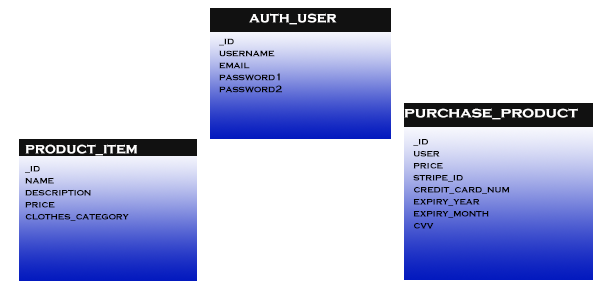 AUTH_USER
_ID
USERNAME
EMAIL
PASSWORD1
PASSWORD2
PRODUCT_ITEM
_ID
NAME
DESCRIPTION
PRICE
CLOTHES_CATEGORY
PURCHASE_PRODUCT
_ID
USER
PRICE
STRIPE_ID
CREDIT_CARD_NUM
EXPIRY_YEAR
EXPIRY_MONTH
CVV